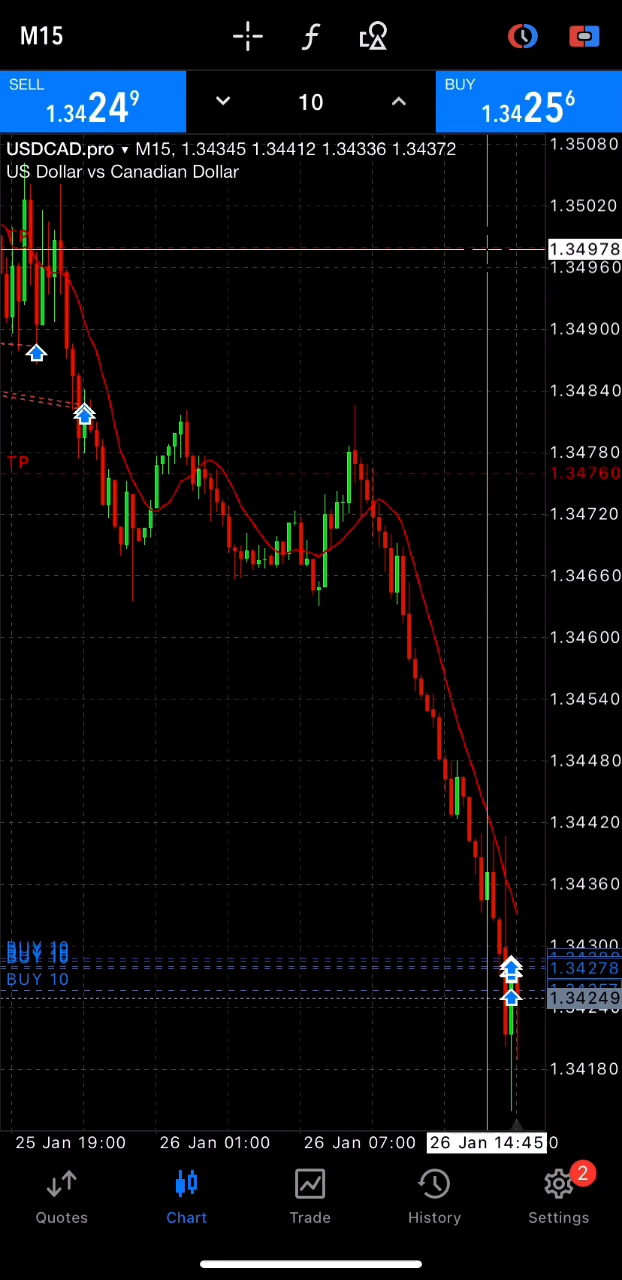 M15
SELL
1.34249
10
BUY
1.34256
USDCAD.pro ▾ M15, 1.34345 1.34412 1.34336 1.34372
US Dollar vs Canadian Dollar
1.35080
1.35020
1.34978
1.34960
1.34900
1.34840
1.34780
TP
1.34760
1.34720
1.34660
1.34600
1.34540
1.34480
1.34420
1.34360
1.34300
BUY 10
BUY 10
1.34278
BUY 10
1.34249
1.34240
1.34180
25 Jan 19:00
26 Jan 01:00
26 Jan 07:00
26 Jan 14:45
Quotes
Chart
Trade
History
2
Settings